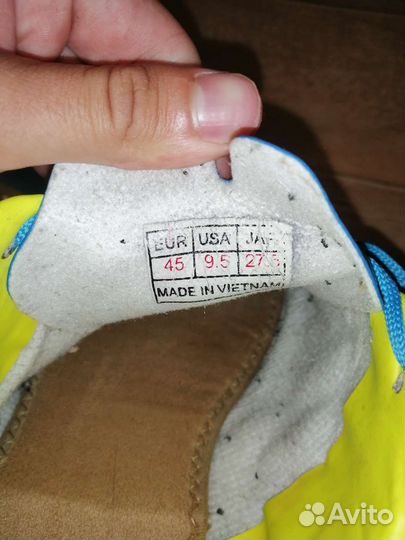 EUR USA JAP
45 9.5 27.5
MADE IN VIETNAM
Avito